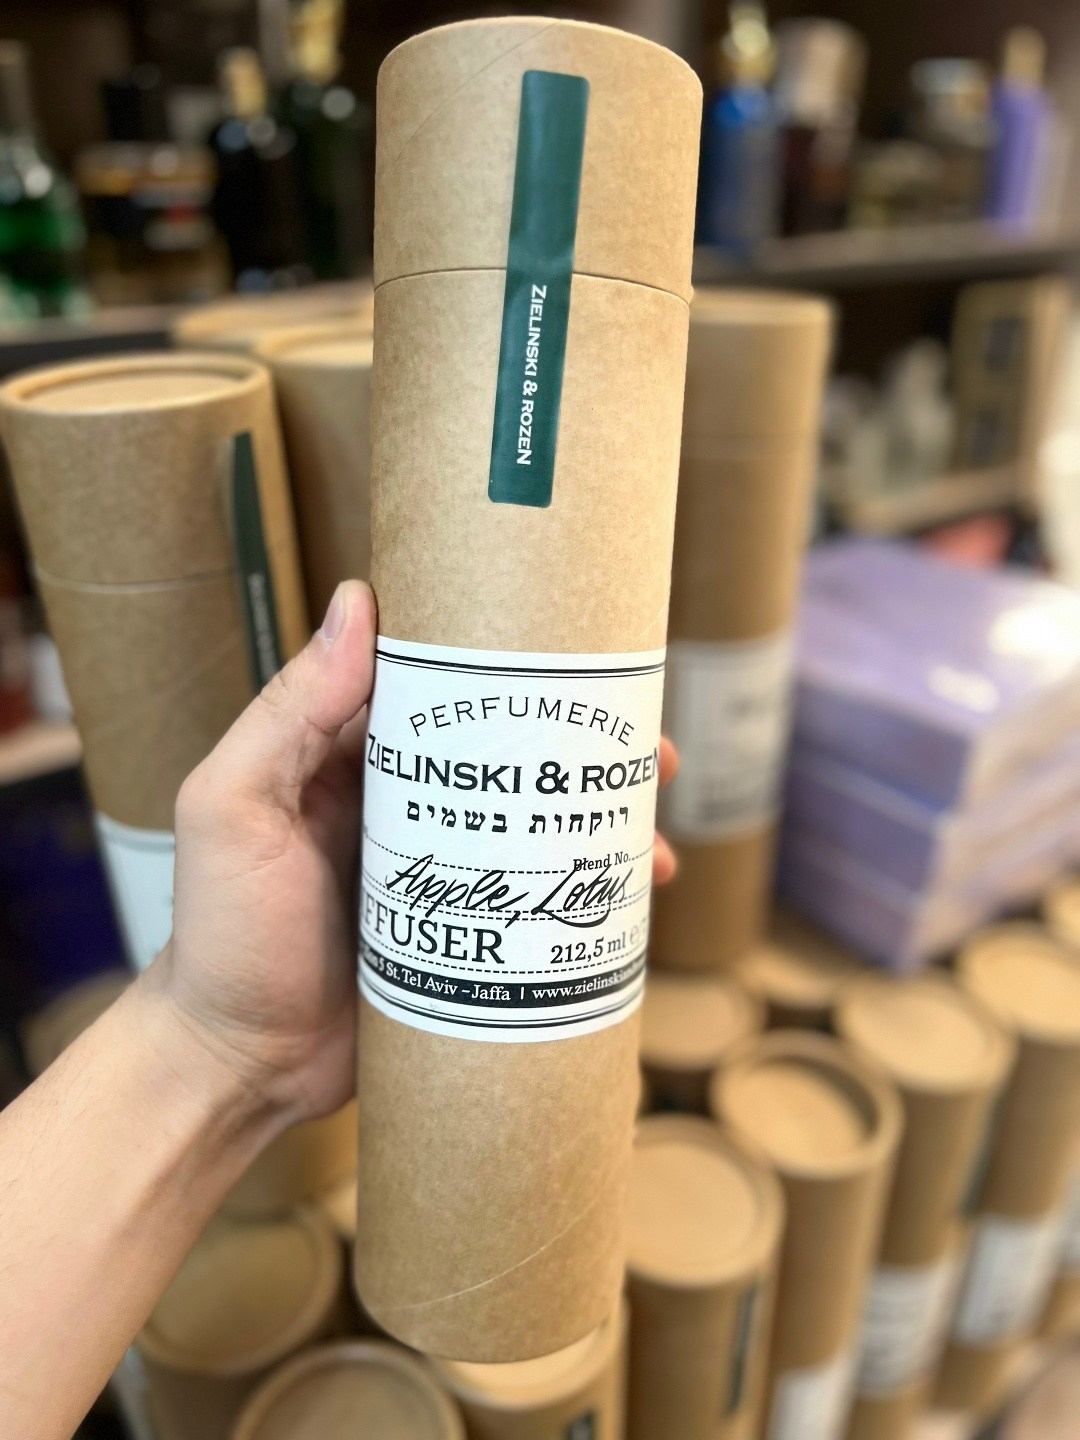 ZIELINSKI & ROZEN
PERFUMERIE
ZIELINSKI & ROZEN
רוקחות בשמים
Blend No.
Apple, Lotus
FFUSER 212,5 ml
5 St. Tel Aviv - Jaffa | www.zielinskian